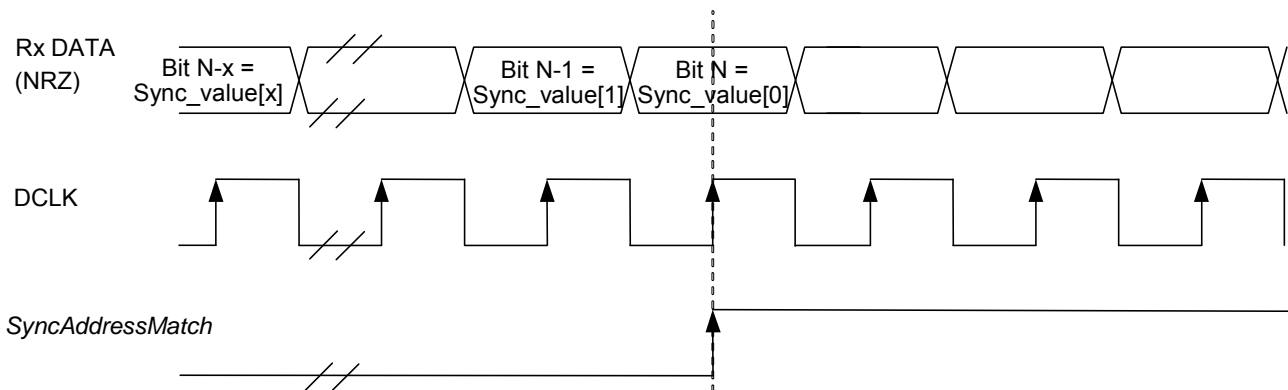 Rx DATA
(NRZ)
Bit N-x =
Sync_value[x]
Bit N-1 =
Sync_value[1]
Bit N =
Sync_value[0]
DCLK
SyncAddressMatch